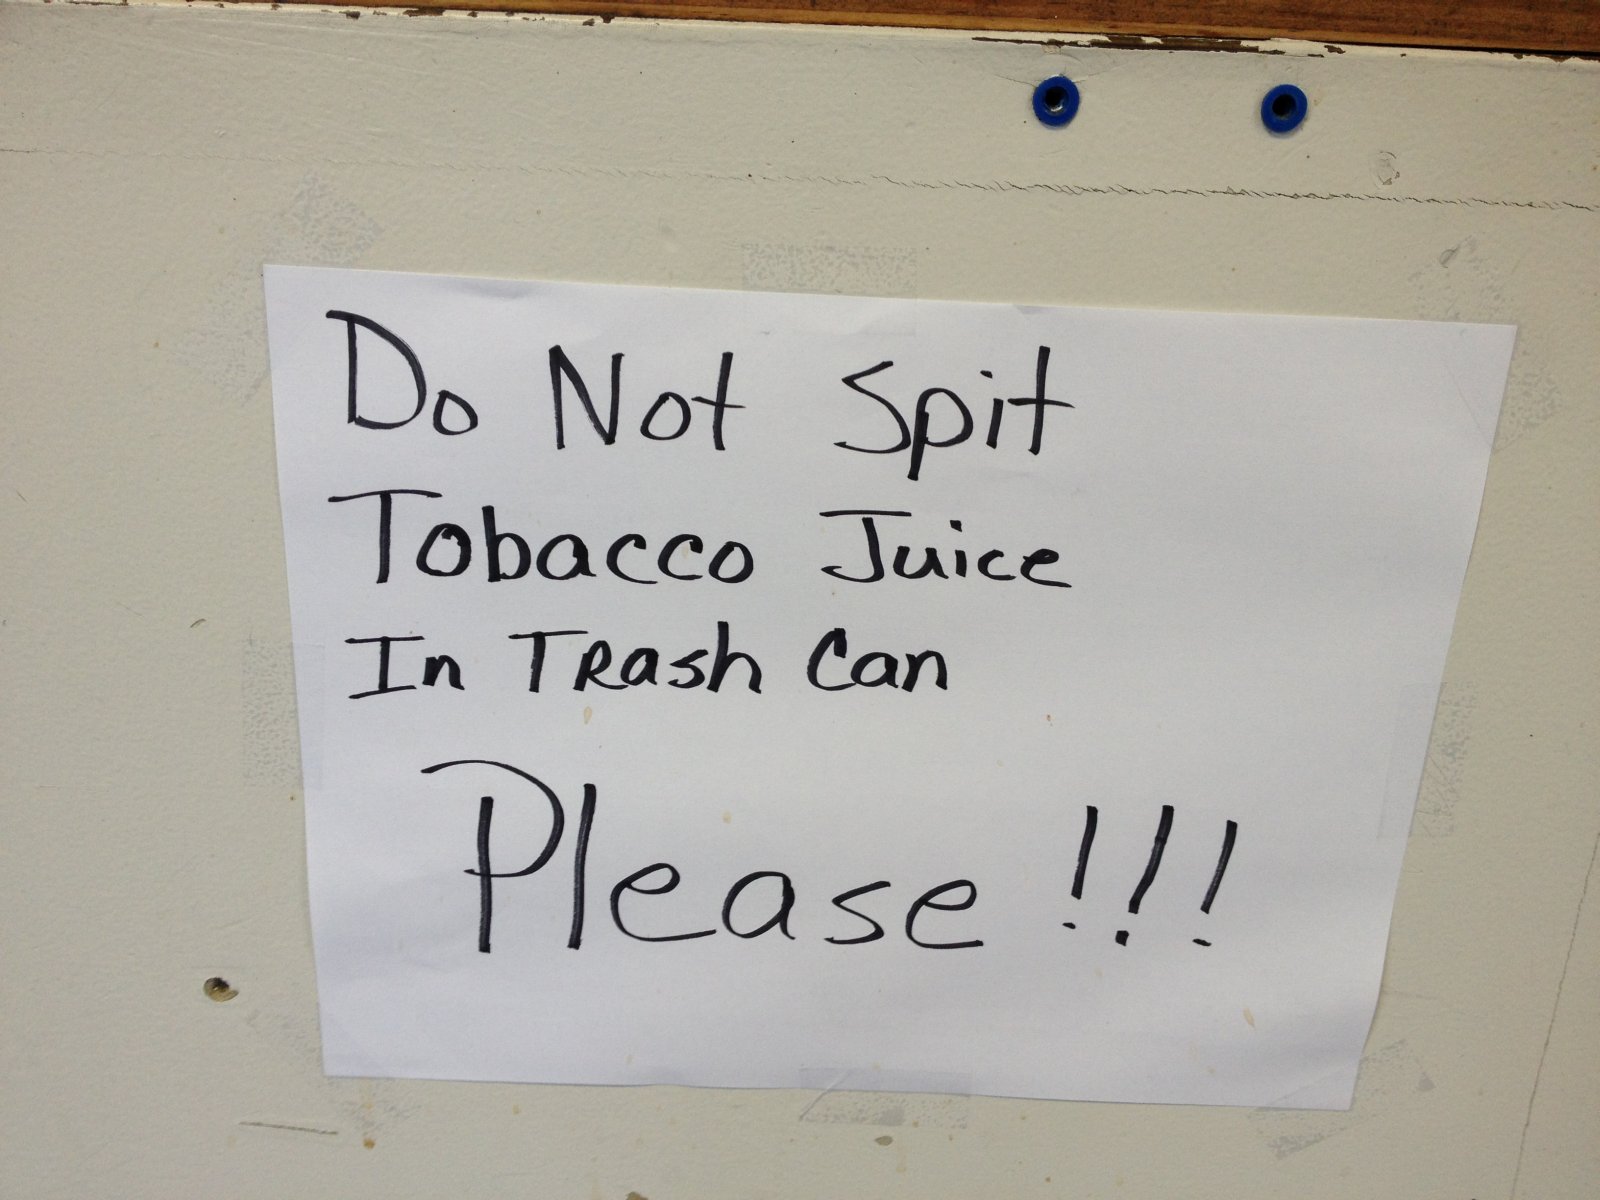 Do Not Spit
Tobacco Juice
In Trash Can
Please !!!